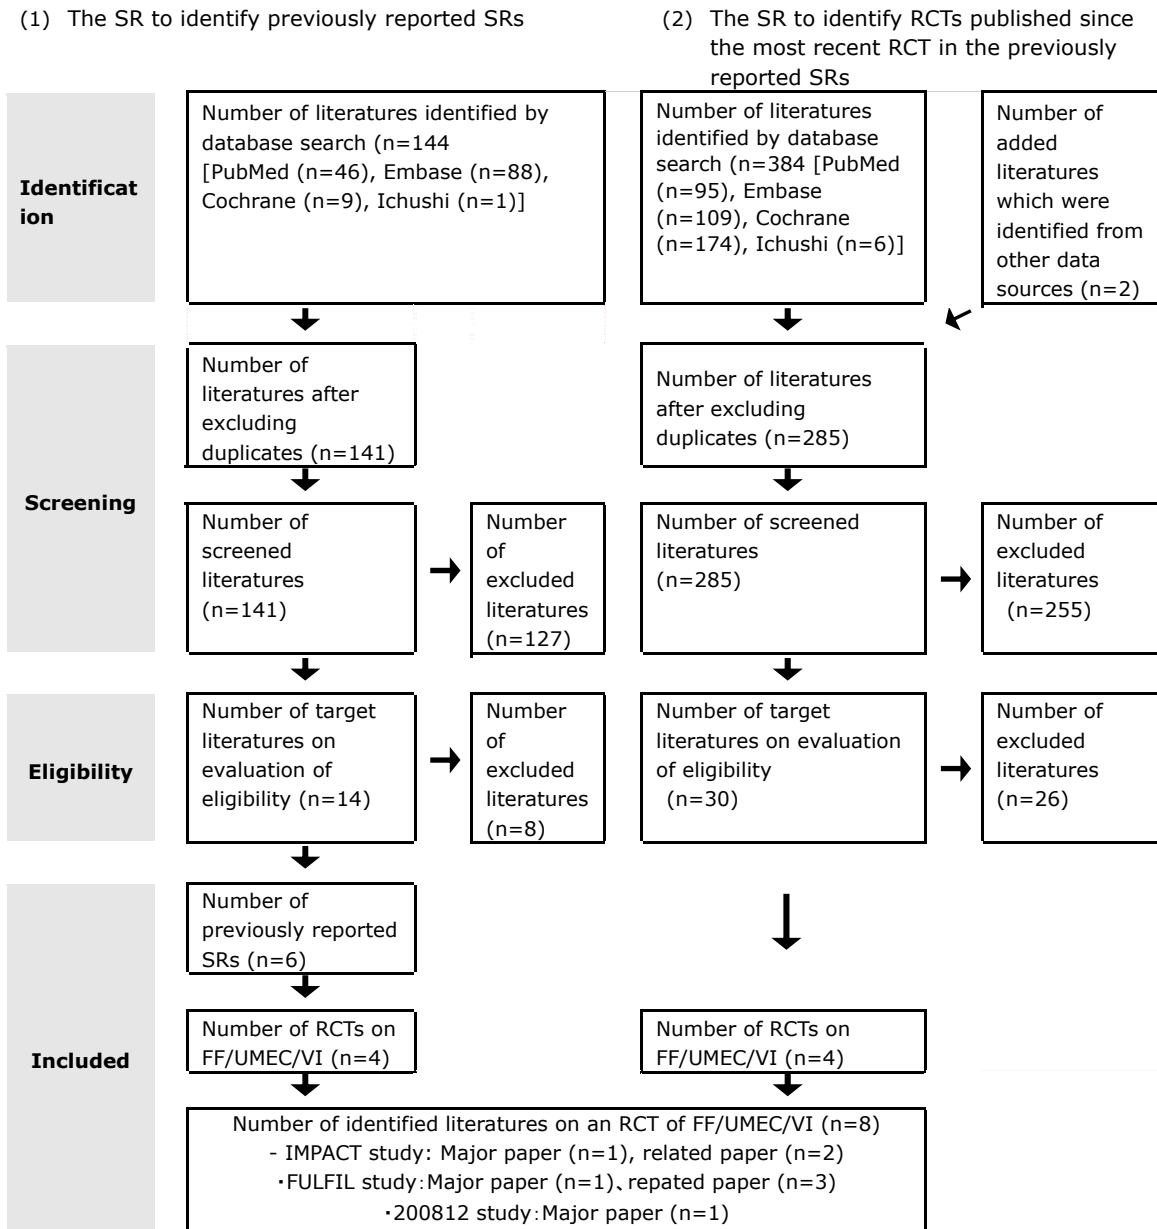 (1) The SR to identify previously reported SRs
(2) The SR to identify RCTs published since
the most recent RCT in the previously
reported SRs
Identificat
ion
Number of literatures identified by
database search (n=144
[PubMed (n=46), Embase (n=88),
Cochrane (n=9), Ichushi (n=1)]
Number of literatures
identified by database
search (n=384 [PubMed
(n=95), Embase
(n=109), Cochrane
(n=174), Ichushi (n=6)]
Number of
added
literatures
which were
identified from
other data
sources (n=2)
Screening
Number of
literatures after
excluding
duplicates (n=141)
Number of literatures
after excluding
duplicates (n=285)
Number of
screened
literatures
(n=141)
Number
of
excluded
literatures
(n=127)
Number of screened
literatures
(n=285)
Number of
excluded
literatures
(n=255)
Eligibility
Number of target
literatures on
evaluation of
eligibility (n=14)
Number
of
excluded
literatures
(n=8)
Number of target
literatures on evaluation
of eligibility
(n=30)
Number of
excluded
literatures
(n=26)
Included
Number of
previously reported
SRs (n=6)
Number of RCTs on
FF/UMEC/VI (n=4)
Number of RCTs on
FF/UMEC/VI (n=4)
Number of identified literatures on an RCT of FF/UMEC/VI (n=8)
- IMPACT study: Major paper (n=1), related paper (n=2)
・FULFIL study:Major paper (n=1)、repated paper (n=3)
・200812 study:Major paper (n=1)